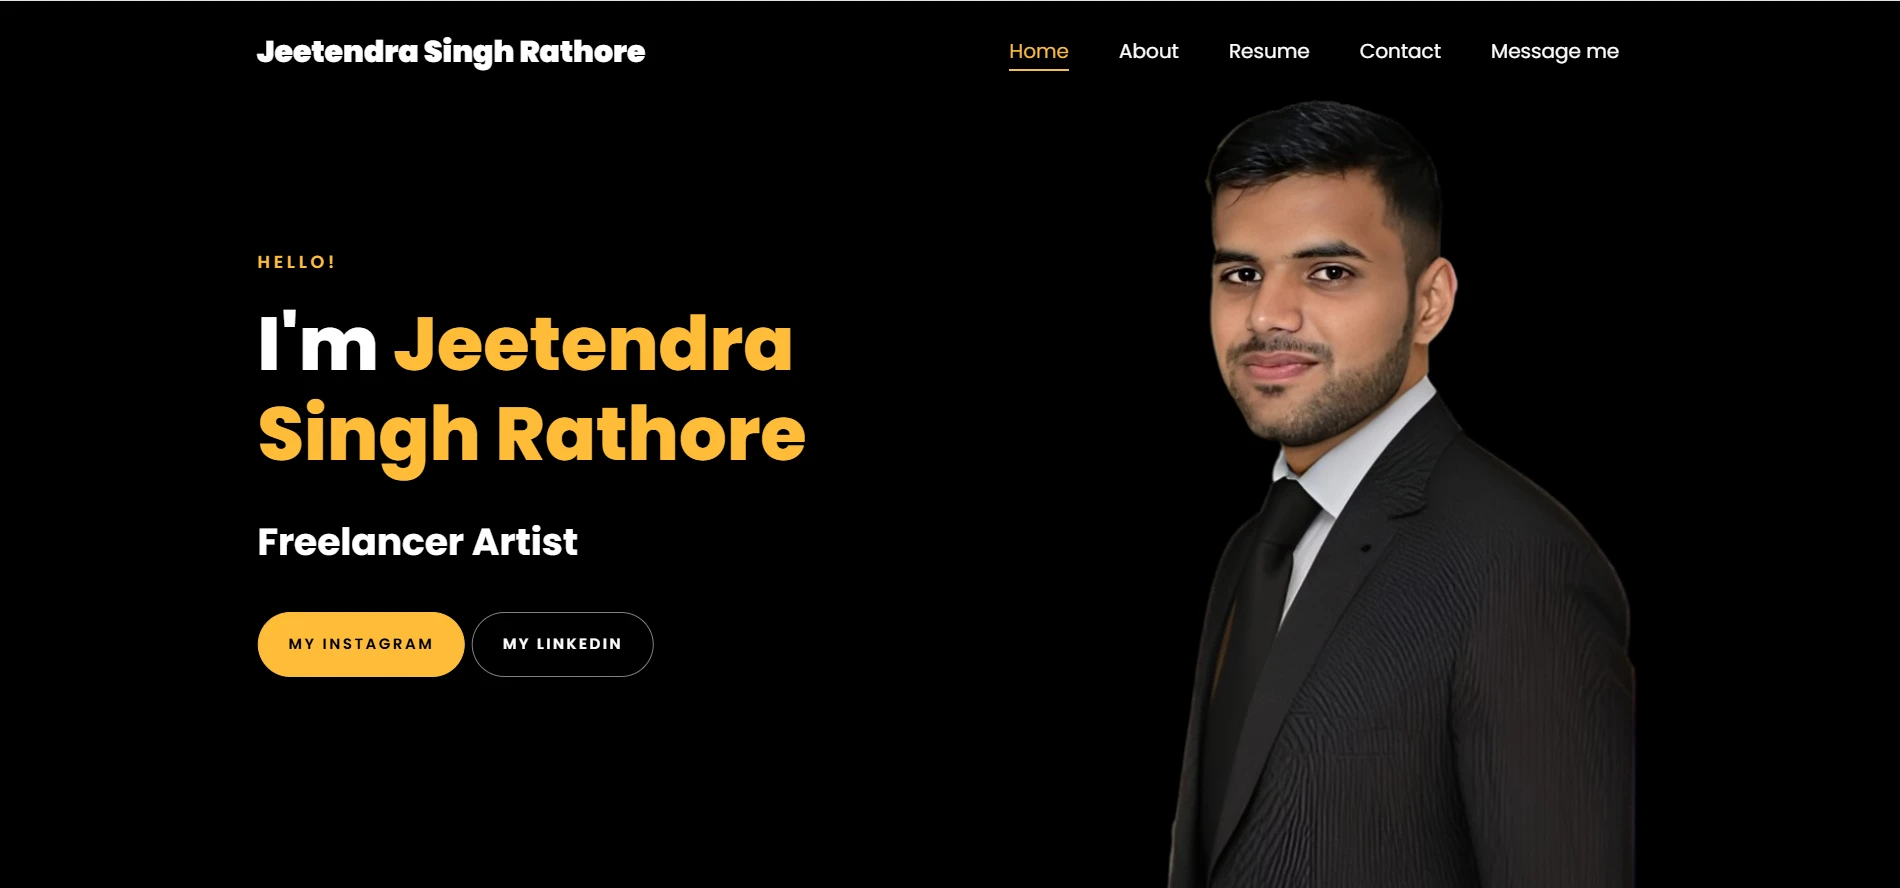 Jeetendra Singh Rathore
Home About Resume Contact Message me
HELLO!
I'm Jeetendra
Singh Rathore
Freelancer Artist
MY INSTAGRAM MY LINKEDIN